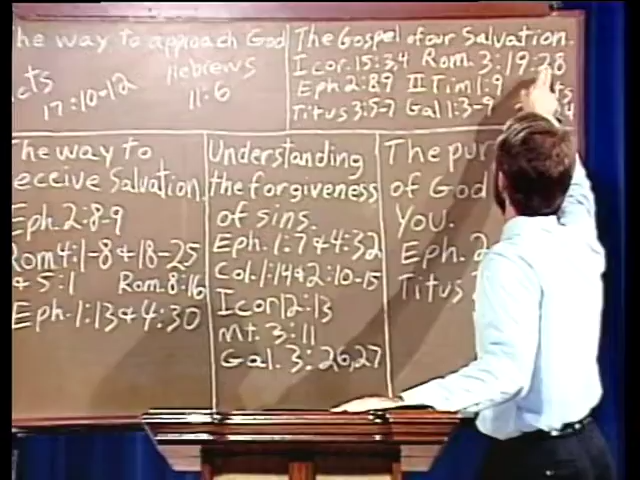 he way to approach God
cts
17:10-12
Hebrews
11:6
The Gospel of our Salvation.
I cor. 15:3,4 Rom. 3:19-28
Eph 2:8,9 II Tim 1:9
Titus 3:5-7 Gal 1:3-9
The way to
eceive Salvation.
Eph. 2:8-9
Rom 4:1-8 & 18-25
& 5:1 Rom. 8:16
Eph. 1:13 & 4:30
Understanding
the forgiveness
of sins.
Eph. 1:7 & 4:32
Col. 1:14 & 2:10-15
I cor 12:13
Mt. 3:11
Gal. 3:26,27
The pur
of God
You.
Eph. 2
Titus